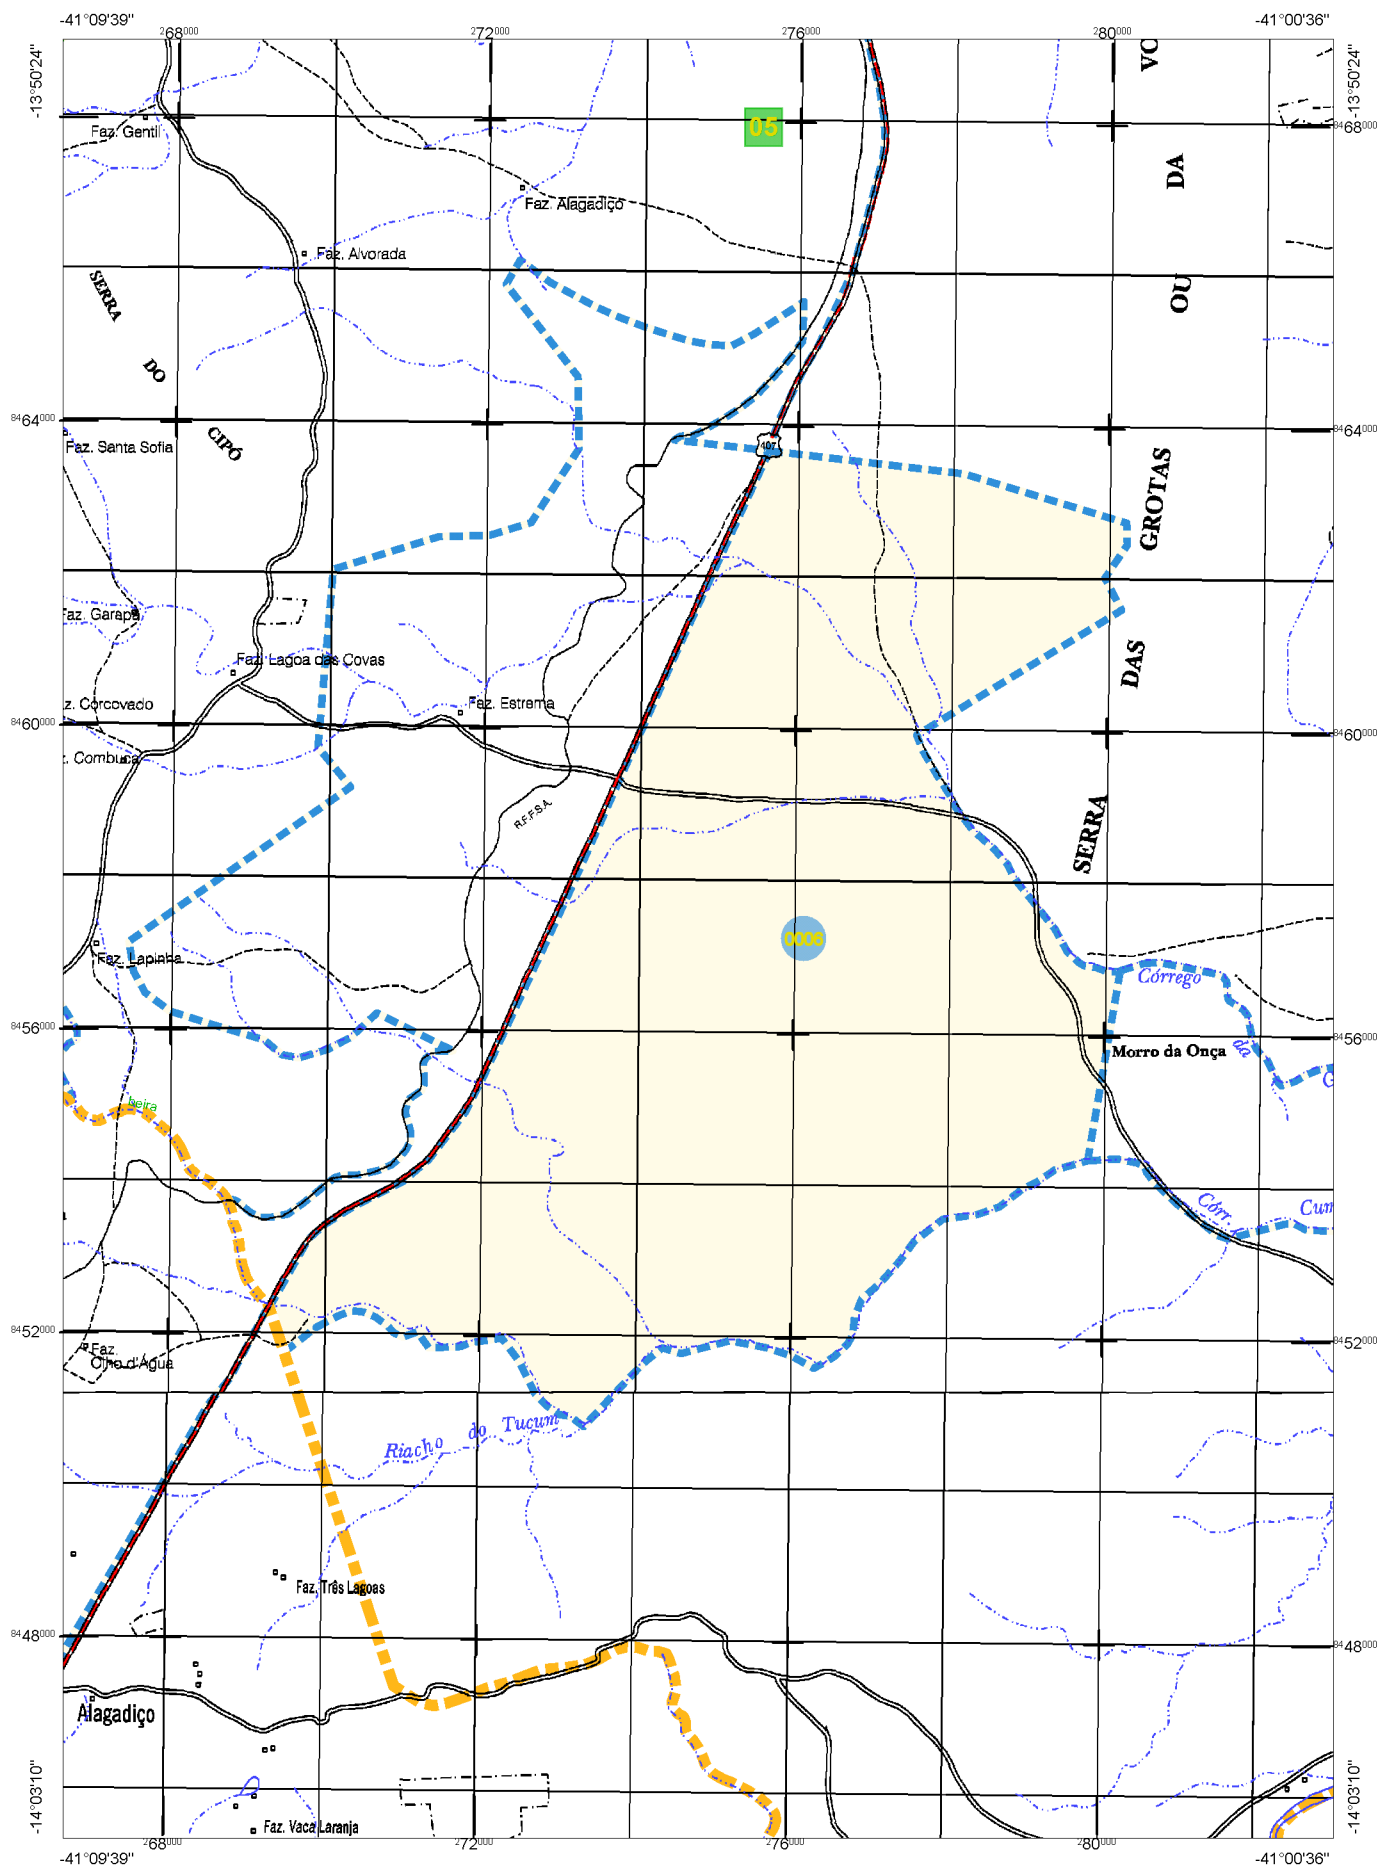 -41°09'39"
-41°00'36"
268000
272000
276000
280000
-13°50'24"
-13°50'24"
VO
05
Faz. Gentil
8468000
DA
Faz. Alagadiço
Faz. Alvorada
SERRA
OU
DO
8464000
8464000
CIPÓ
Faz. Santa Sofia
407
GROTAS
Faz. Garapa
DAS
Faz. Lagoa das Covas
z. Corcovado
Faz. Estrema
8460000
8460000
z. Combuca
R.F.F.S.A.
SERRA
0006
Faz. Lapinha
Córrego
8456000
8456000
da
Morro da Onça
G
beira
Córr.
Cum
8452000
8452000
Faz.
Olho d'Água
Riacho do Tucum
Faz. Três Lagoas
8448000
8448000
Alagadiço
Faz. Vaca Laranja
-14°03'10"
-14°03'10"
268000
272000
276000
280000
-41°09'39"
-41°00'36"